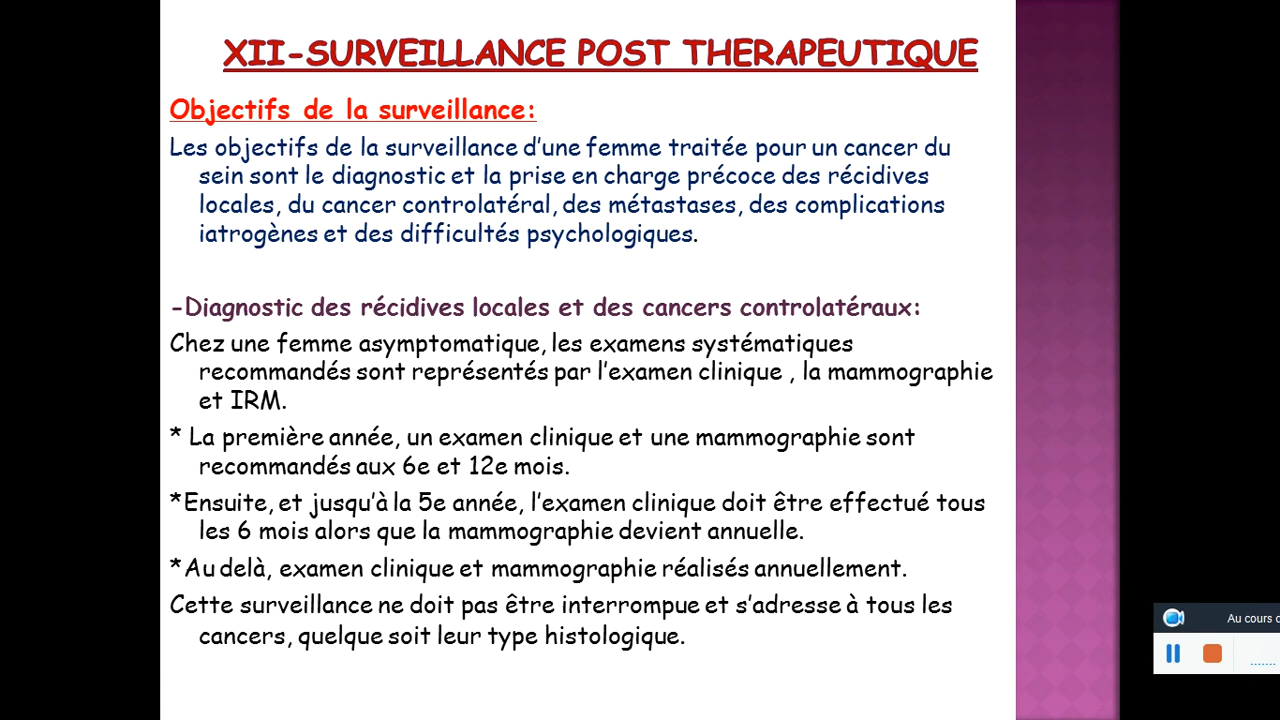 XII-SURVEILLANCE POST THERAPEUTIQUE
Objectifs de la surveillance:
Les objectifs de la surveillance d'une femme traitée pour un cancer du
sein sont le diagnostic et la prise en charge précoce des récidives
locales, du cancer controlatéral, des métastases, des complications
iatrogènes et des difficultés psychologiques.
-Diagnostic des récidives locales et des cancers controlatéraux:
Chez une femme asymptomatique, les examens systématiques
recommandés sont représentés par l'examen clinique , la mammographie
et IRM.
* La première année, un examen clinique et une mammographie sont
recommandés aux 6e et 12e mois.
*Ensuite, et jusqu'à la 5e année, l'examen clinique doit être effectué tous
les 6 mois alors que la mammographie devient annuelle.
*Au delà, examen clinique et mammographie réalisés annuellement.
Cette surveillance ne doit pas être interrompue et s'adresse à tous les
cancers, quelque soit leur type histologique.
Au cours